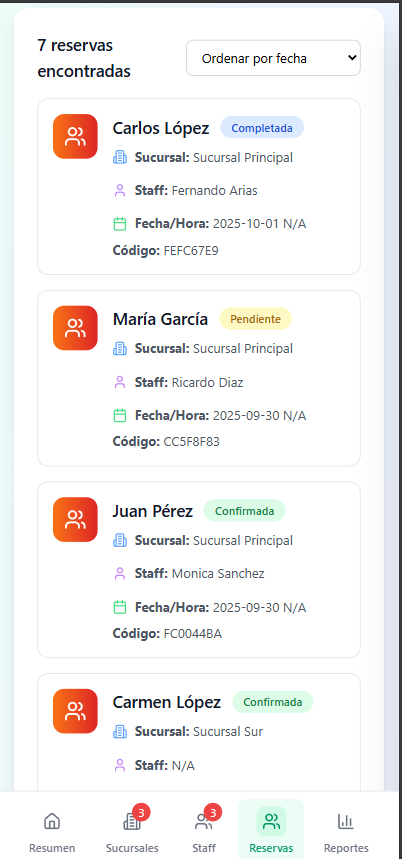 7 reservas
encontradas
Ordenar por fecha
Carlos López
Completada
Sucursal: Sucursal Principal
Staff: Fernando Arias
Fecha/Hora: 2025-10-01 N/A
Código: FEFC67E9
María García
Pendiente
Sucursal: Sucursal Principal
Staff: Ricardo Diaz
Fecha/Hora: 2025-09-30 N/A
Código: CC5F8F83
Juan Pérez
Confirmada
Sucursal: Sucursal Principal
Staff: Monica Sanchez
Fecha/Hora: 2025-09-30 N/A
Código: FC0044BA
Carmen López
Confirmada
Sucursal: Sucursal Sur
Staff: N/A
3
3
Resumen
Sucursales
Staff
Reservas
Reportes